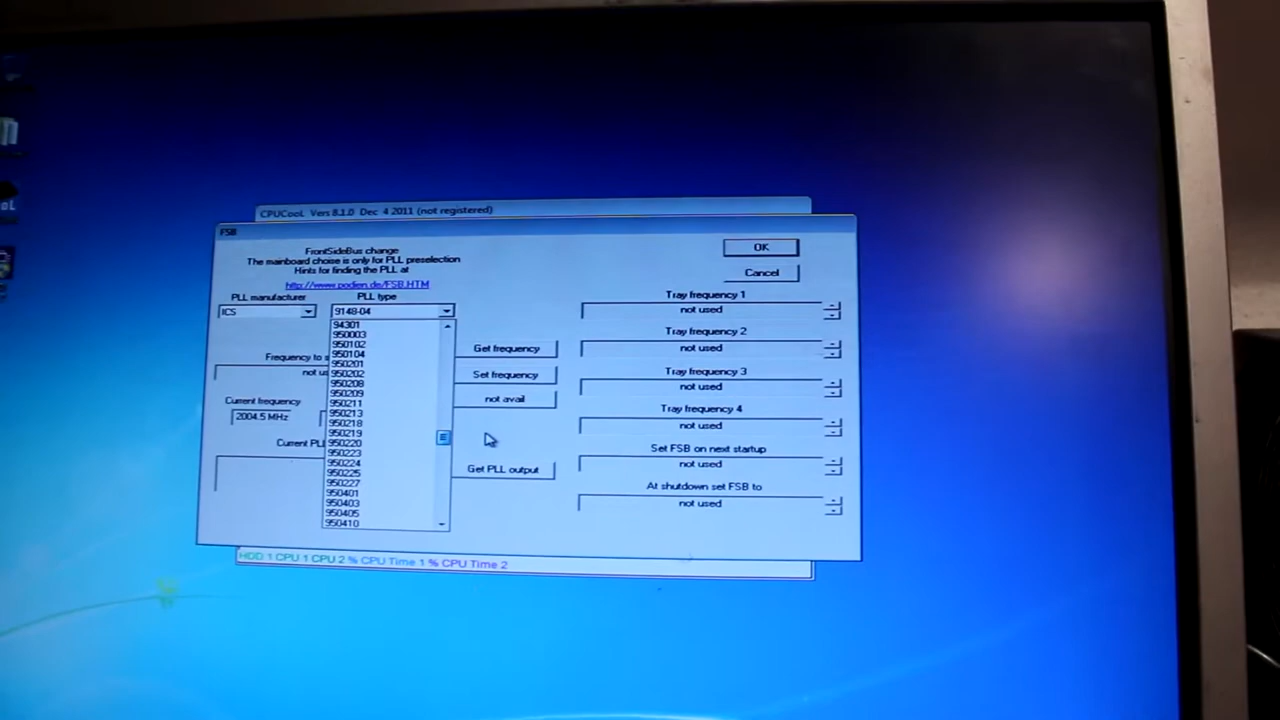 CPUCooL Vers 8.1.0 Dec 4 2011 (not registered)
FSB
FrontSideBus change
The mainboard choise is only for PLL preselection
Hints for finding the PLL at
http://www.podien.de/FSB.HTM
OK
Cancel
PLL manufacturer
PLL type
ICS
9148-04
94301
950003
950102
950104
950201
950202
950208
950209
950211
950213
950218
950219
950220
950223
950224
950225
950227
950401
950403
950405
950410
Frequency to s
not us
Current frequency
2004.5 MHz
Current PLL
Get frequency
Set frequency
not avail
Get PLL output
Tray frequency 1
not used
Tray frequency 2
not used
Tray frequency 3
not used
Tray frequency 4
not used
Set FSB on next startup
not used
At shutdown set FSB to
not used
HDD 1 CPU 1 CPU 2 % CPU Time 1 % CPU Time 2